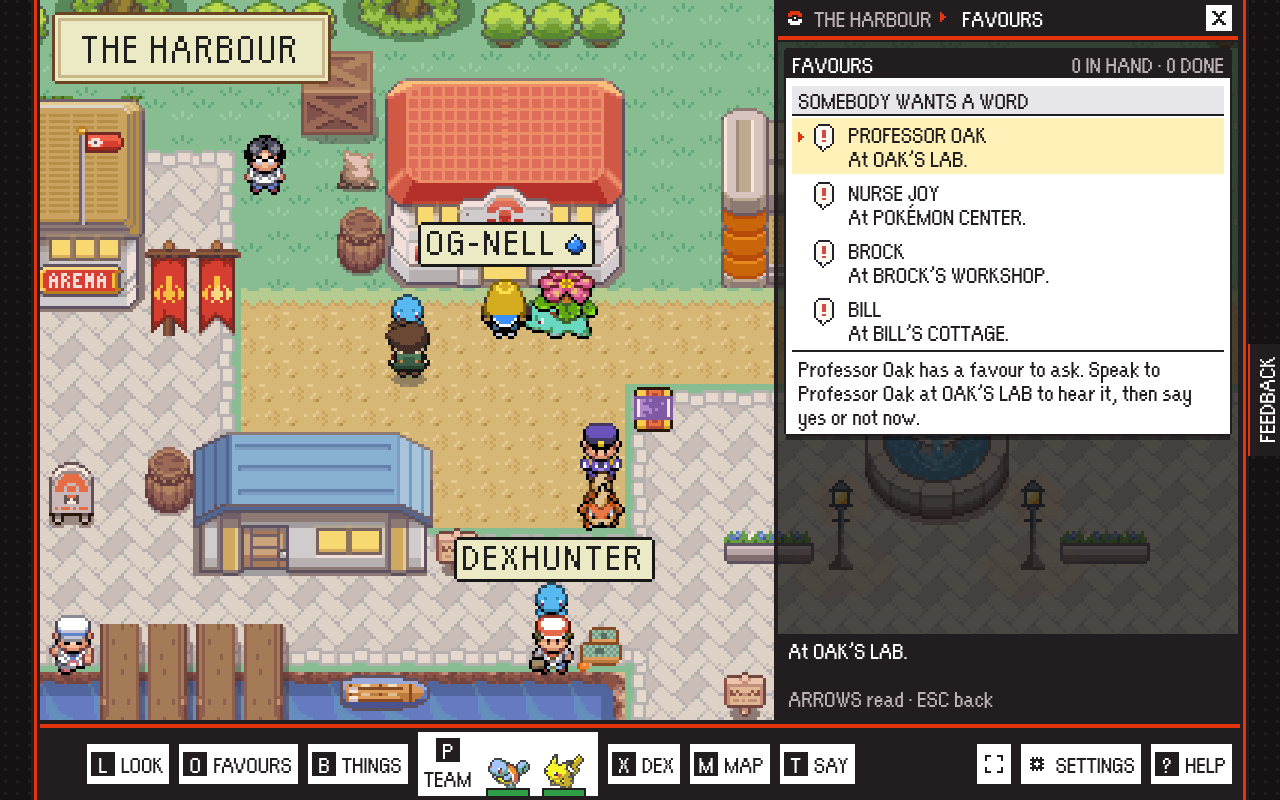 THE HARBOUR
ARENA
OG-NELL
DEXHUNTER
THE HARBOUR FAVOURS X
FAVOURS 0 IN HAND · 0 DONE
SOMEBODY WANTS A WORD
PROFESSOR OAK
At OAK'S LAB.
NURSE JOY
At POKÉMON CENTER.
BROCK
At BROCK'S WORKSHOP.
BILL
At BILL'S COTTAGE.
Professor Oak has a favour to ask. Speak to
Professor Oak at OAK'S LAB to hear it, then say
yes or not now.
At OAK'S LAB.
ARROWS read · ESC back
FEEDBACK
L LOOK
O FAVOURS
B THINGS
P TEAM
X DEX
M MAP
T SAY
SETTINGS
? HELP